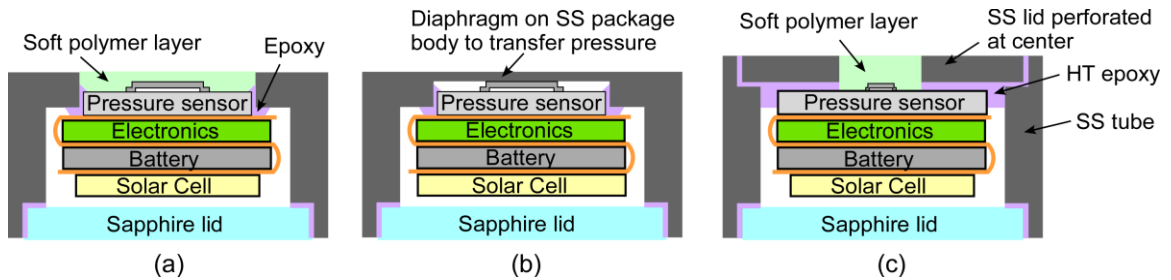 Soft polymer layer
Epoxy
Pressure sensor
Electronics
Battery
Solar Cell
Sapphire lid
(a)
Diaphragm on SS package
body to transfer pressure
Pressure sensor
Electronics
Battery
Solar Cell
Sapphire lid
(b)
Soft polymer layer
SS lid perforated
at center
HT epoxy
SS tube
Pressure sensor
Electronics
Battery
Solar Cell
Sapphire lid
(c)